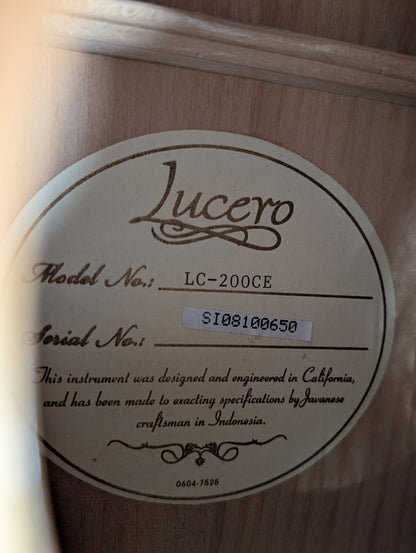 Lucero
Model No.: LC-200CE
SI08100650
Serial No.:
This instrument was designed and engineered in California,
and has been made to exacting specifications by Javanese
craftsman in Indonesia.
0604-7626